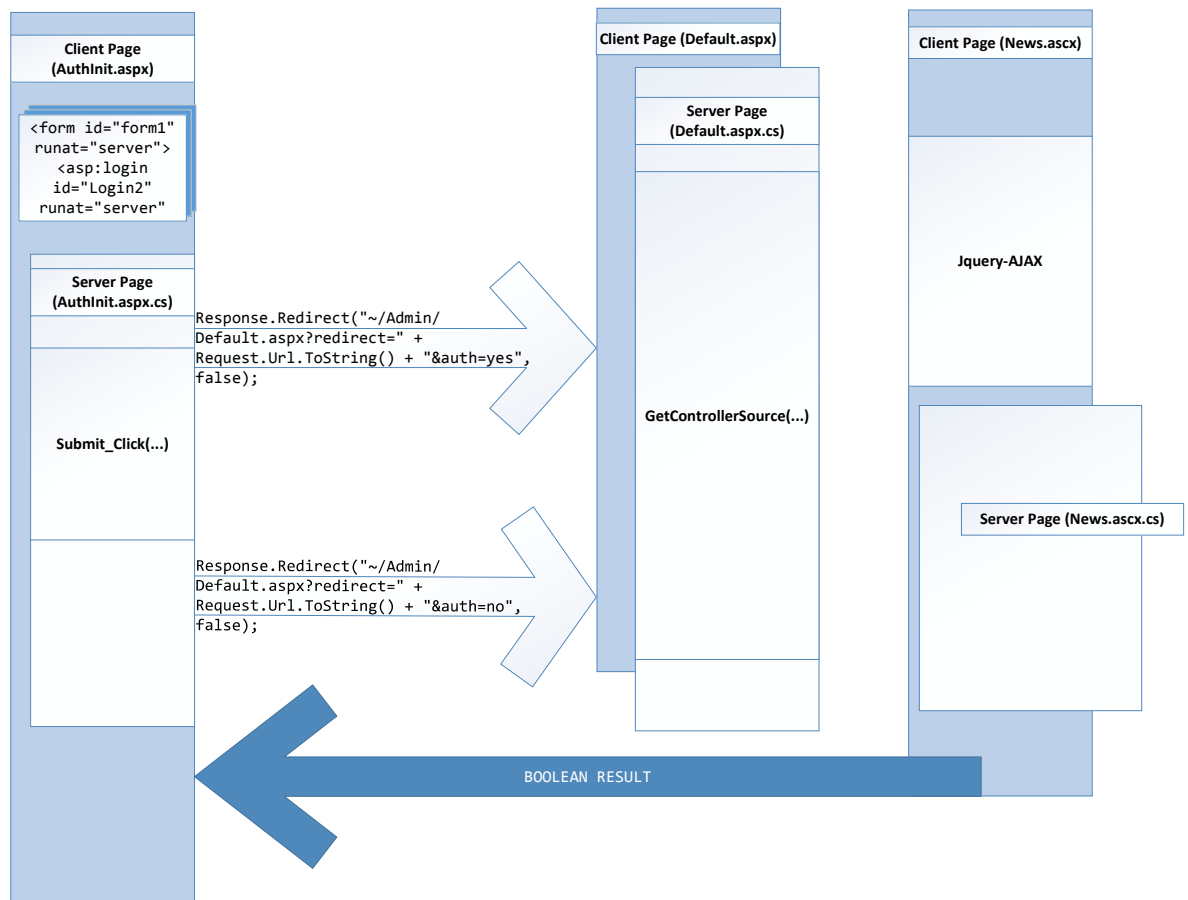 Client Page
(AuthInit.aspx)
<form id="form1"
runat="server">
<asp:login
id="Login2"
runat="server"
Server Page
(AuthInit.aspx.cs)
Submit_Click(...)
Response.Redirect("~/Admin/
Default.aspx?redirect=" +
Request.Url.ToString() + "&auth=yes",
false);
Response.Redirect("~/Admin/
Default.aspx?redirect=" +
Request.Url.ToString() + "&auth=no",
false);
Client Page (Default.aspx)
Server Page
(Default.aspx.cs)
GetControllerSource(...)
Client Page (News.ascx)
Jquery-AJAX
Server Page (News.ascx.cs)
BOOLEAN RESULT